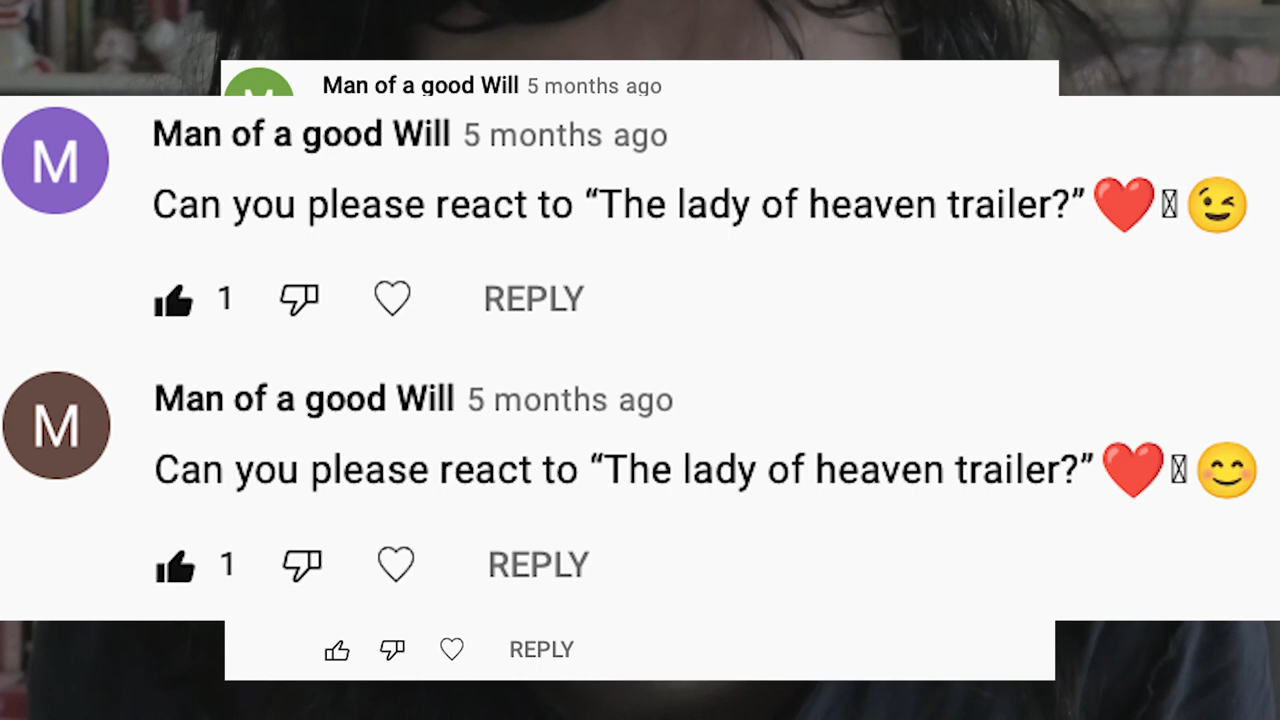 Man of a good Will 5 months ago
M
Man of a good Will 5 months ago
Can you please react to “The lady of heaven trailer?”❤️😉
1
REPLY
M
Man of a good Will 5 months ago
Can you please react to “The lady of heaven trailer?”❤️😊
1
REPLY
REPLY